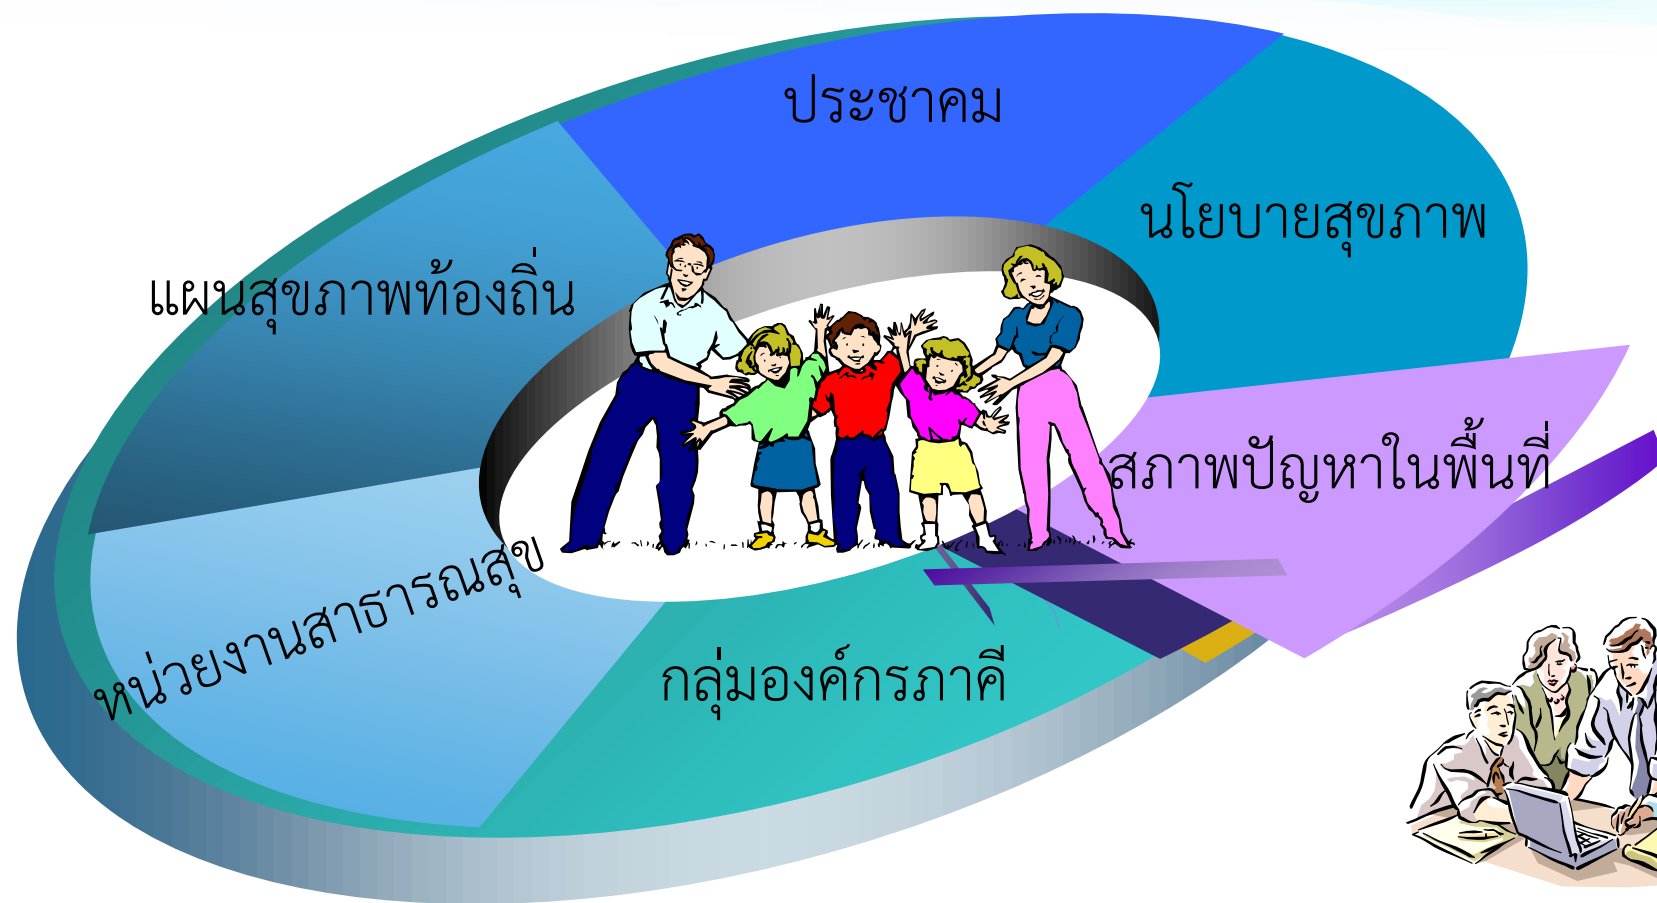 ประชาคม
นโยบายสุขภาพ
แผนสุขภาพท้องถิ่น
สภาพปัญหาในพื้นที่
หน่วยงานสาธารณสุข
กลุ่มองค์กรภาคี